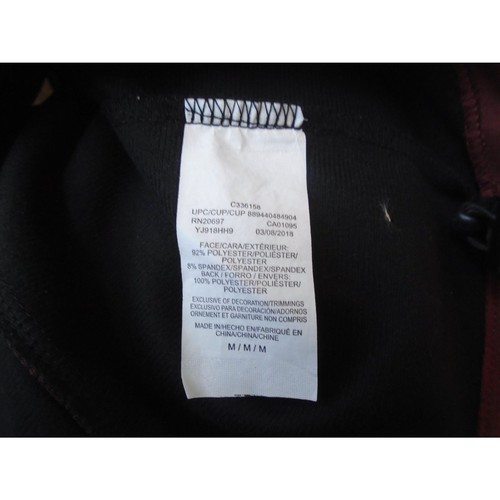 C336156
UPC/CUP/CUP 889440484904
RN20697 CA01095
YJ918HH9 03/08/2018
FACE/CARA/EXTÉRIEUR:
92% POLYESTER/POLIÉSTER/
POLYESTER
8% SPANDEX/SPANDEX/SPANDEX
BACK / FORRO / ENVERS:
100% POLYESTER/POLIÉSTER/
POLYESTER
EXCLUSIVE OF DECORATION/TRIMMINGS
EXCLUSIVO PARA DECORACIÓN/ADORNOS
ORNEMENT ET GARNITURE NON COMPRIS
MADE IN/HECHO EN/FABRIQUÉ EN
CHINA/CHINA/CHINE
M / M / M